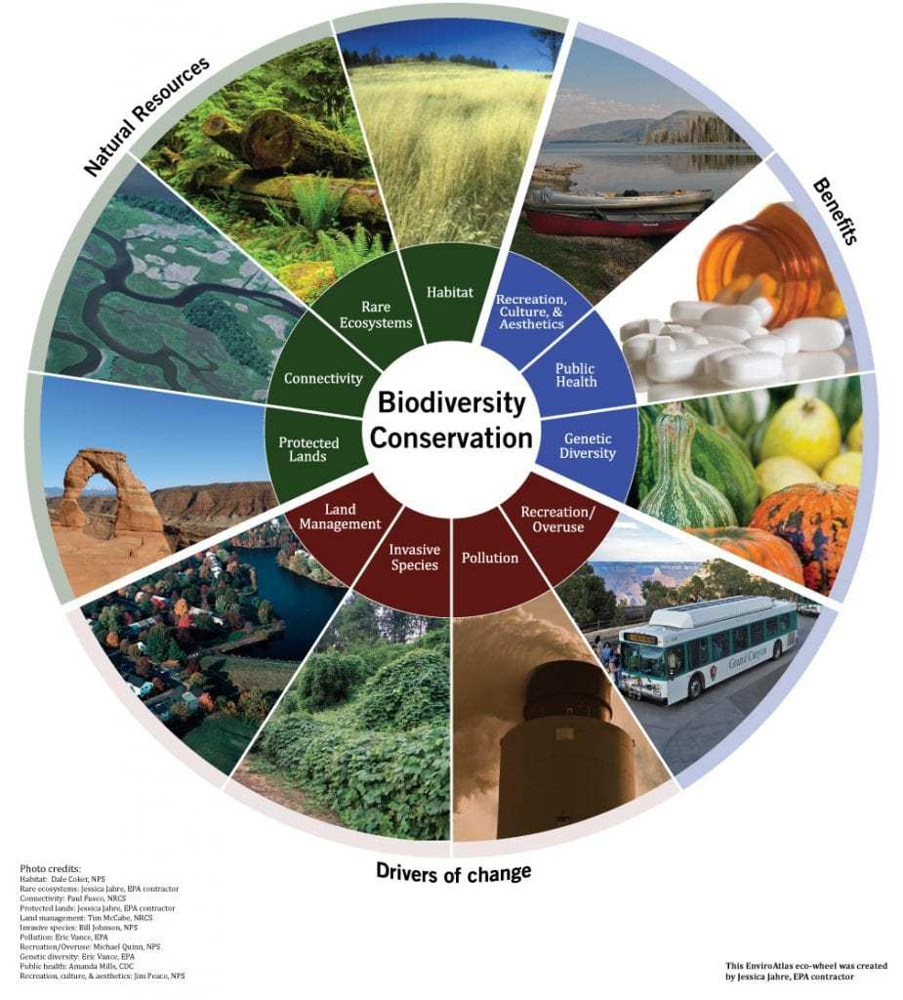 Natural Resources
Benefits
Habitat
Recreation,
Culture, &
Aesthetics
Rare
Ecosystems
Public
Health
Connectivity
Biodiversity
Conservation
Genetic
Diversity
Protected
Lands
Land
Management
Recreation/
Overuse
Invasive
Species
Pollution
Grand Canyon
Drivers of change
Photo credits:
Habitat: Dale Coker, NPS
Rare ecosystems: Jessica Jahre, EPA contractor
Connectivity: Paul Fusco, NRCS
Protected lands: Jessica Jahre, EPA contractor
Land management: Tim McCabe, NRCS
Invasive species: Bill Johnson, NPS
Pollution: Eric Vance, EPA
Recreation/Overuse: Michael Quinn, NPS
Genetic diversity: Eric Vance, EPA
Public health: Amanda Mills, CDC
Recreation, culture, & aesthetics: Jim Peaco, NPS
This EnviroAtlas eco-wheel was created
by Jessica Jahre, EPA contractor